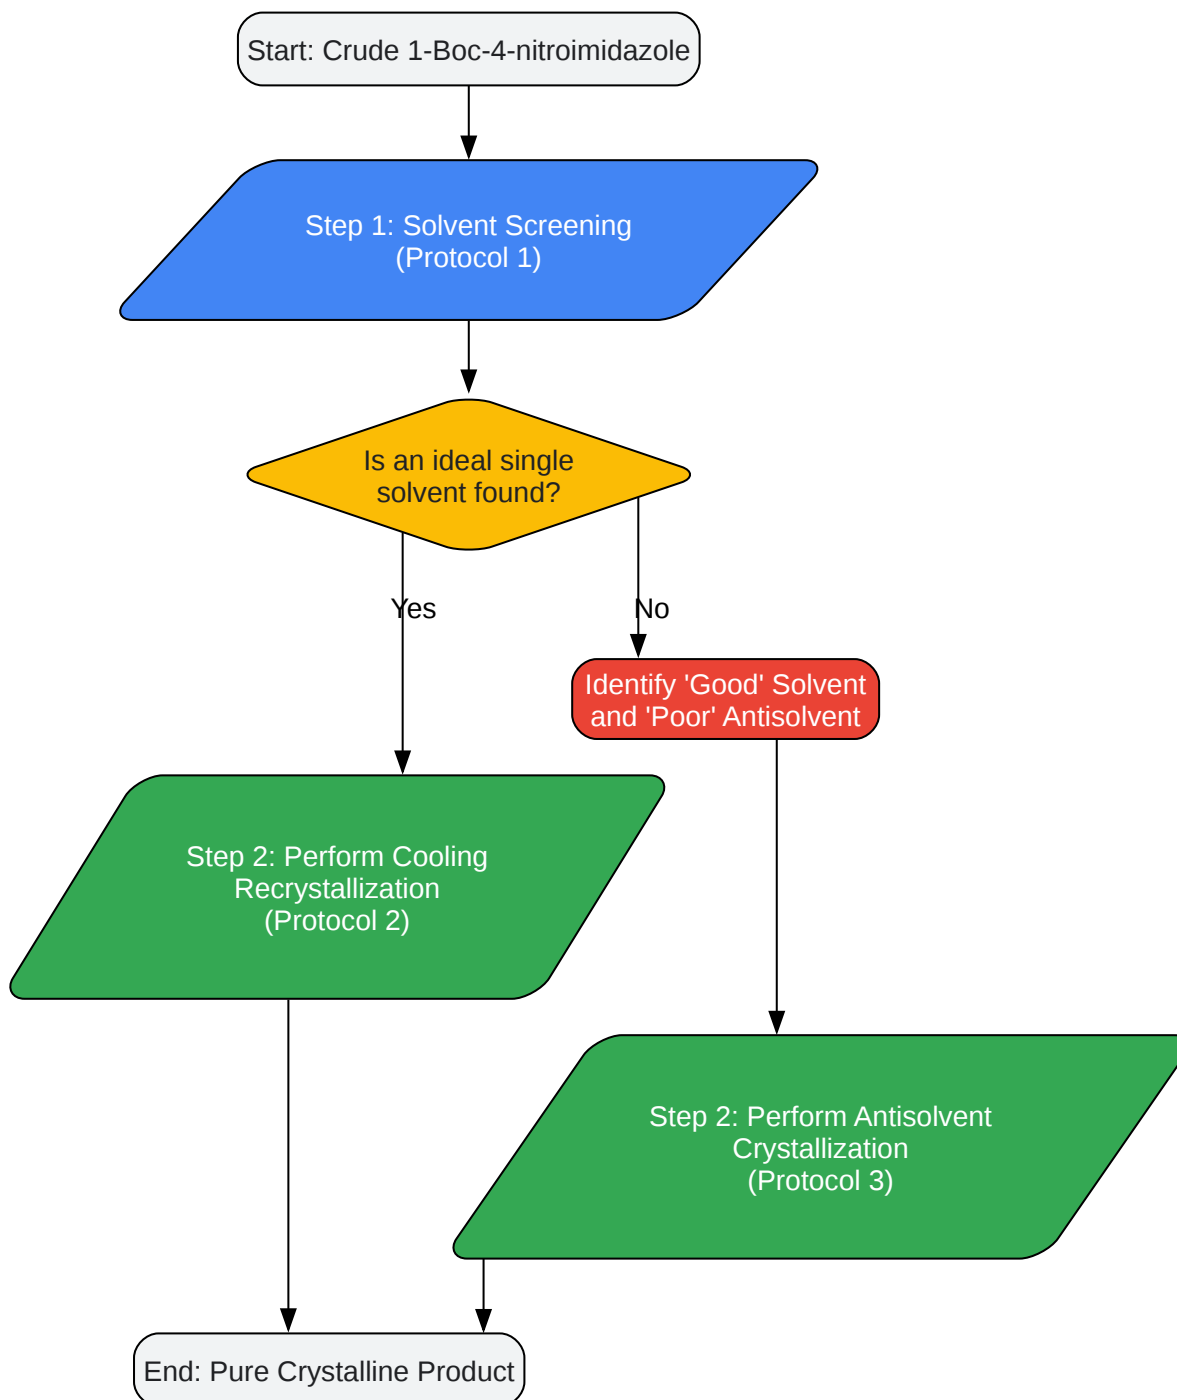 Start: Crude 1-Boc-4-nitroimidazole
Step 1: Solvent Screening
(Protocol 1)
Is an ideal single
solvent found?
Yes
No
Identify 'Good' Solvent
and 'Poor' Antisolvent
Step 2: Perform Cooling
Recrystallization
(Protocol 2)
Step 2: Perform Antisolvent
Crystallization
(Protocol 3)
End: Pure Crystalline Product